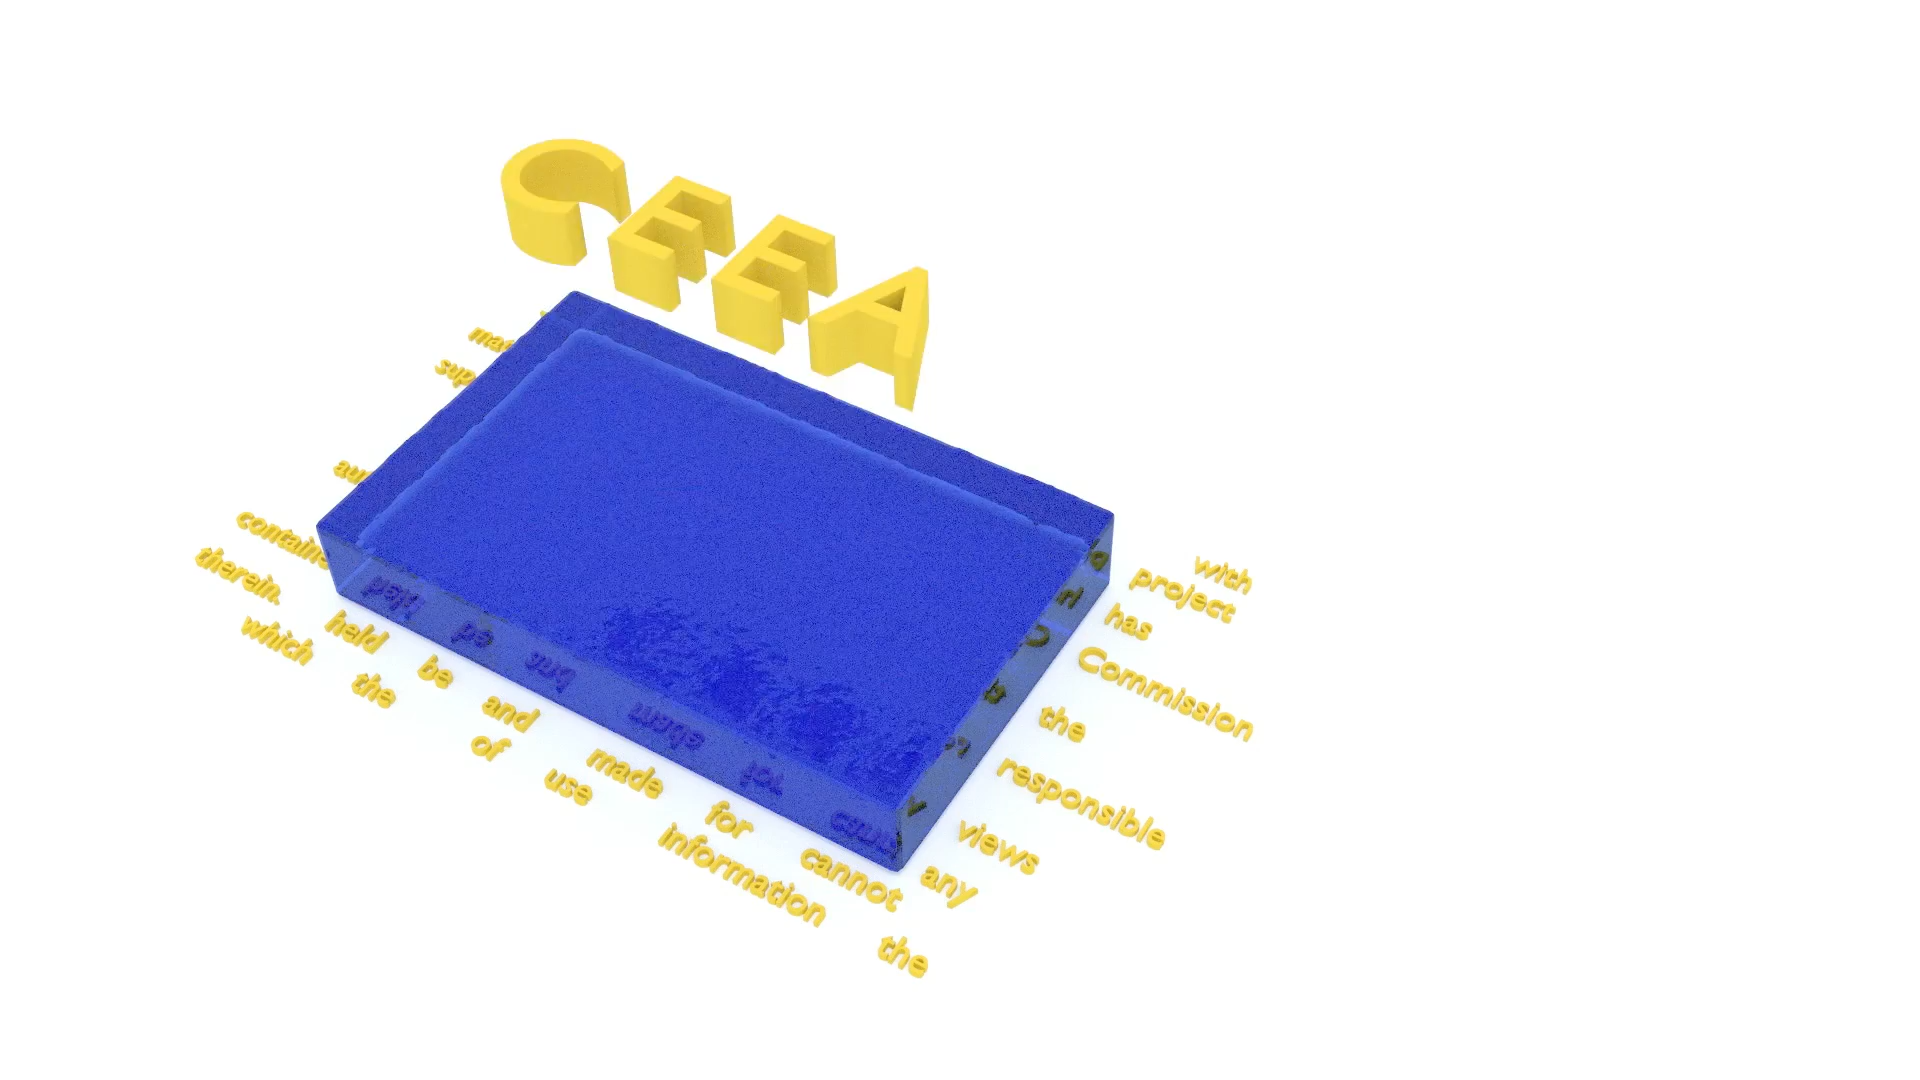 CEEA
with
project
has
Commission
the
responsible
views
contains any
therein. held be and made for cannot
which the of use information the